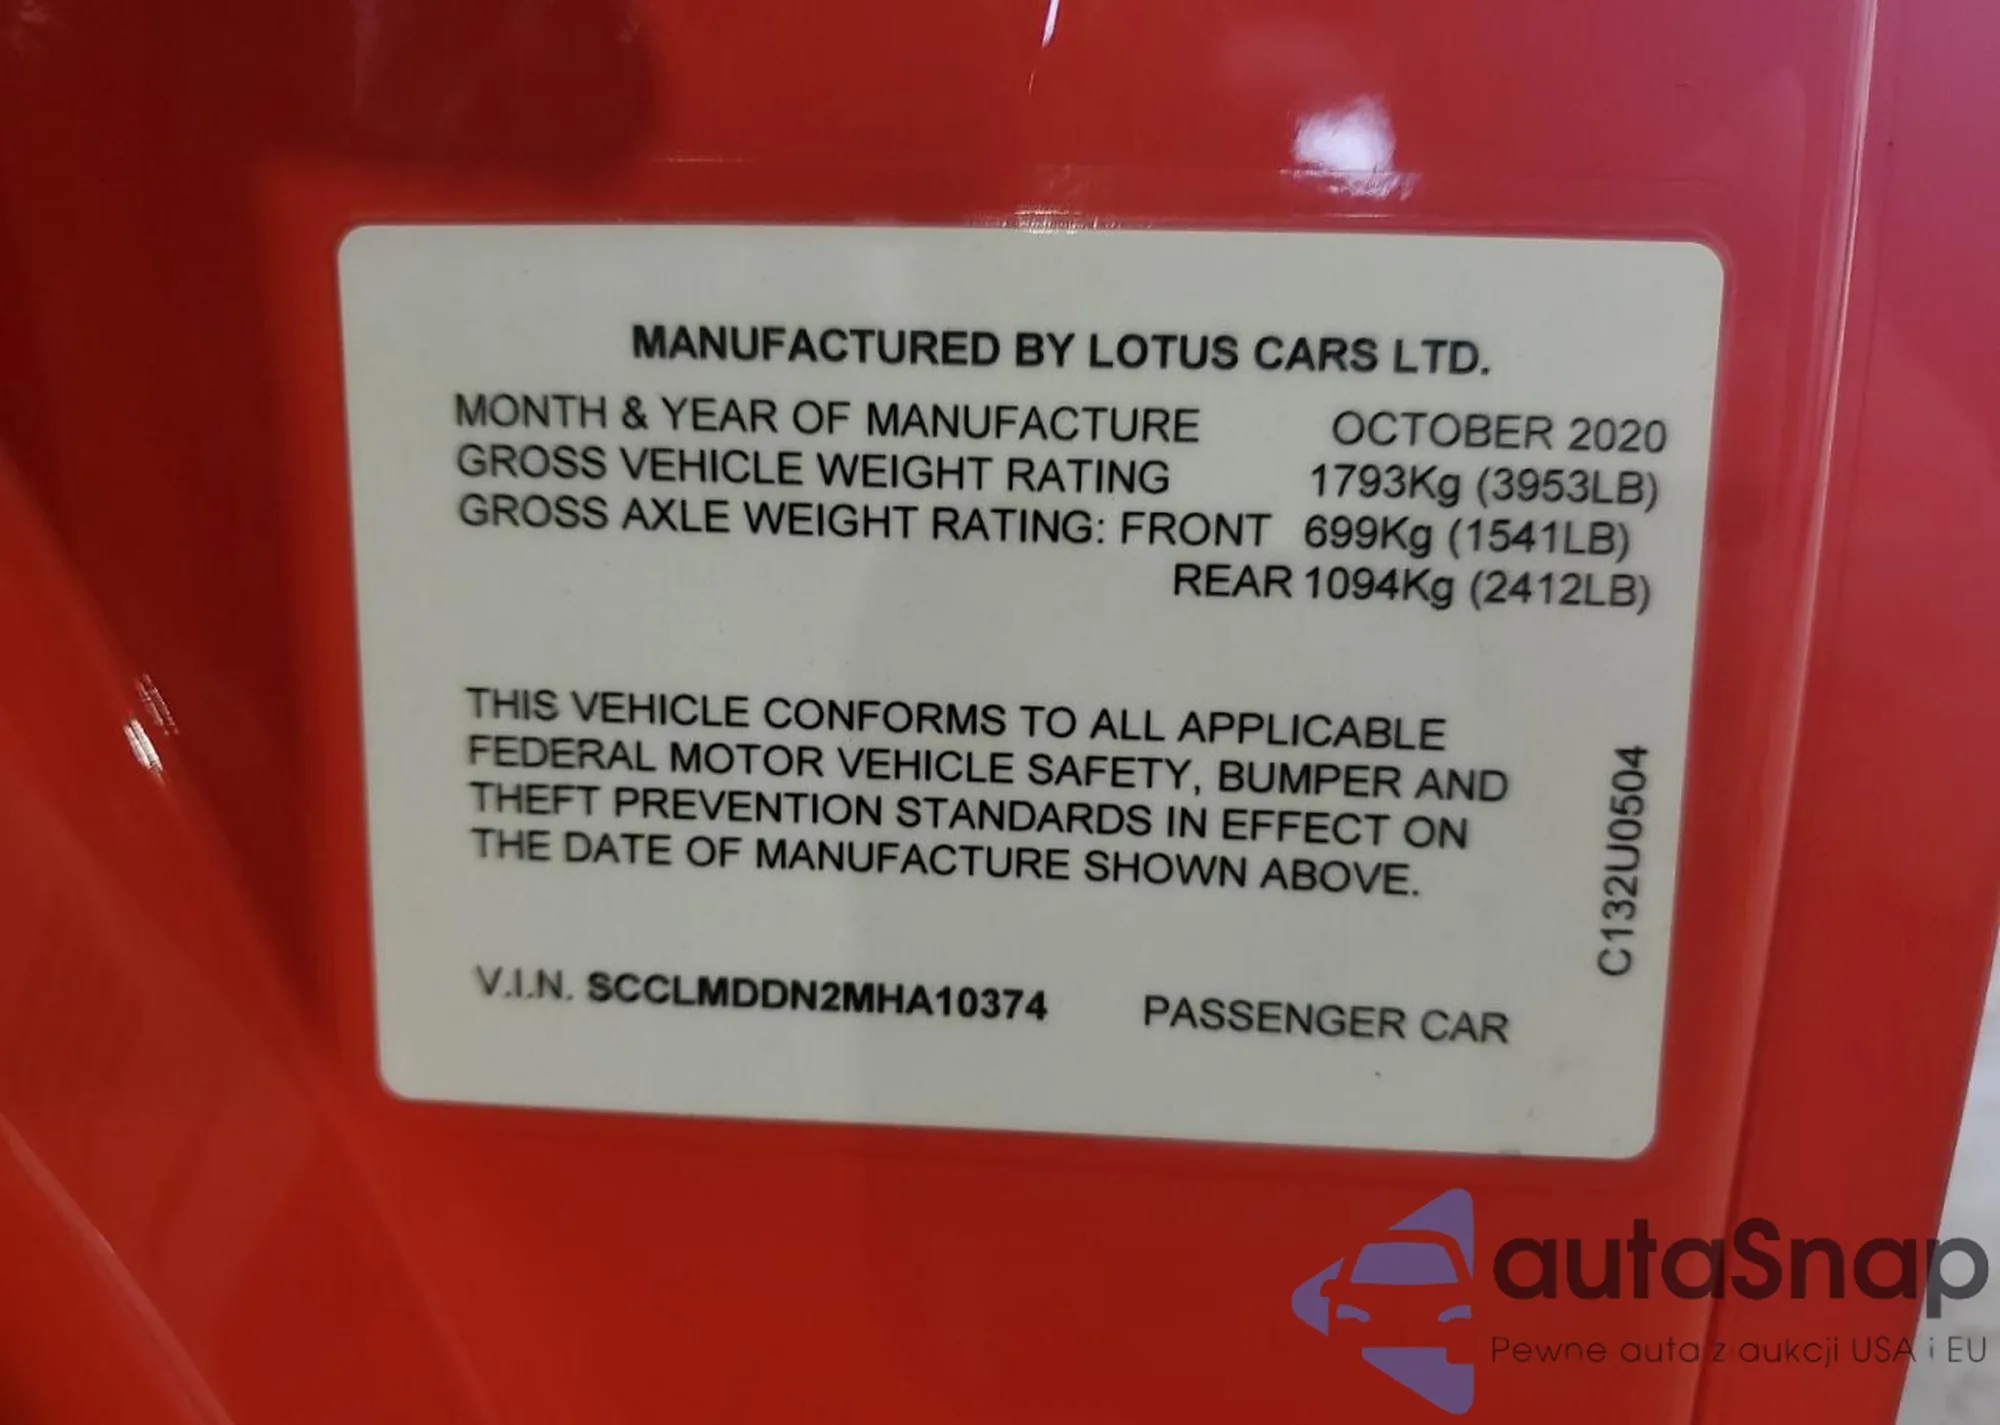 MANUFACTURED BY LOTUS CARS LTD.
MONTH & YEAR OF MANUFACTURE OCTOBER 2020
GROSS VEHICLE WEIGHT RATING 1793Kg (3953LB)
GROSS AXLE WEIGHT RATING: FRONT 699Kg (1541LB)
REAR 1094Kg (2412LB)
THIS VEHICLE CONFORMS TO ALL APPLICABLE
FEDERAL MOTOR VEHICLE SAFETY, BUMPER AND
THEFT PREVENTION STANDARDS IN EFFECT ON
THE DATE OF MANUFACTURE SHOWN ABOVE.
V.I.N. SCCLMDDN2MHA10374 PASSENGER CAR
C132U0504
autaSnap
Pewne auta z aukcji USA i EU